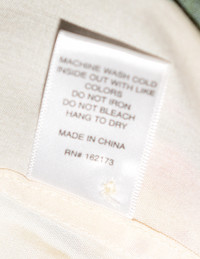 MACHINE WASH COLD
INSIDE OUT WITH LIKE
COLORS
DO NOT IRON
DO NOT BLEACH
HANG TO DRY
MADE IN CHINA
RN# 162173